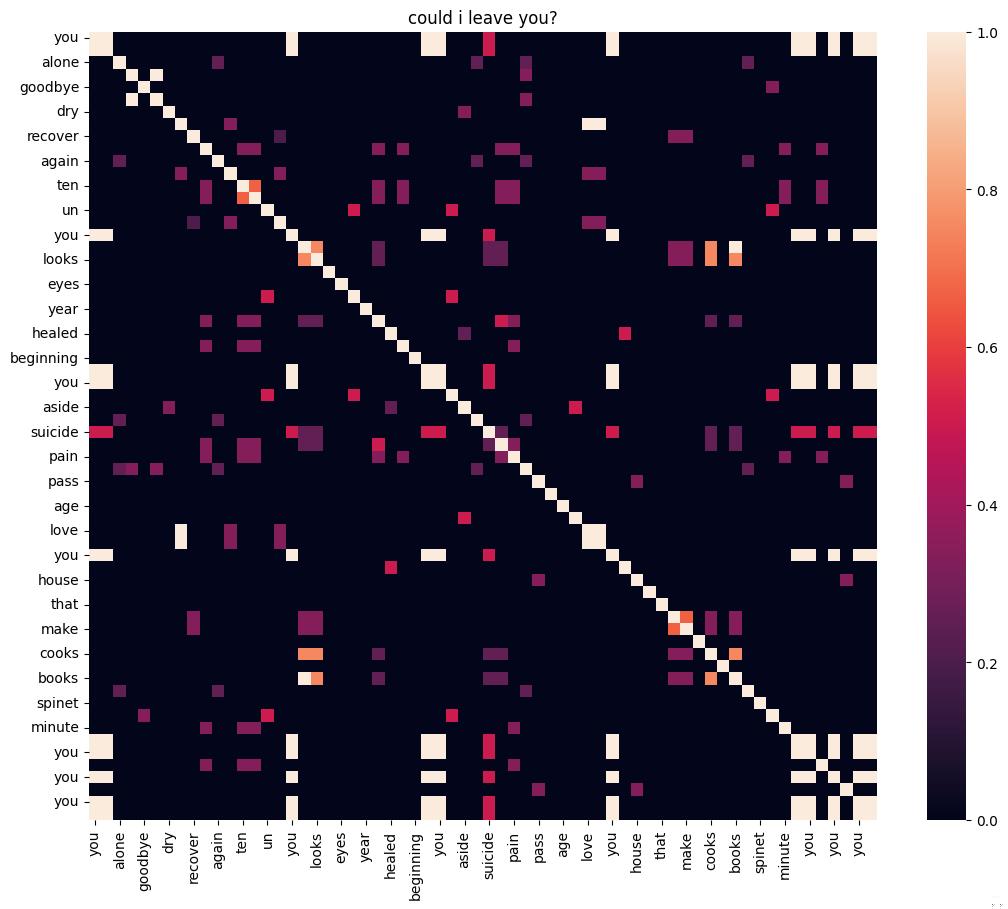 could i leave you?
you
alone
goodbye
dry
recover
again
ten
un
you
looks
eyes
year
healed
beginning
you
aside
suicide
pain
pass
age
love
you
house
that
make
cooks
books
spinet
minute
you
you
you
1.0
0.8
0.6
0.4
0.2
0.0
you
alone
goodbye
dry
recover
again
ten
un
you
looks
eyes
year
healed
beginning
you
aside
suicide
pain
pass
age
love
you
house
that
make
cooks
books
spinet
minute
you
you
you